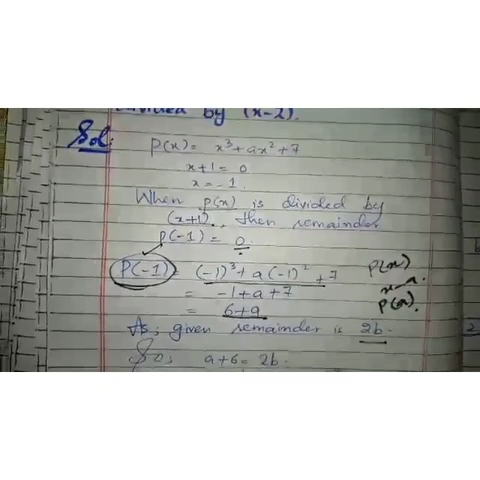 divided by (x-2).
Sol:
p(x) = x³ + ax² + 7
x+1 = 0
x = -1.
When p(x) is divided by
(x+1), then remainder
p(-1) = 0.
P(-1) (-1)³ + a(-1)² + 7 p(x)
= -1 + a + 7 x-a.
= 6+a p(a).
As, given remainder is 2b.
So, a+6 = 2b.
2